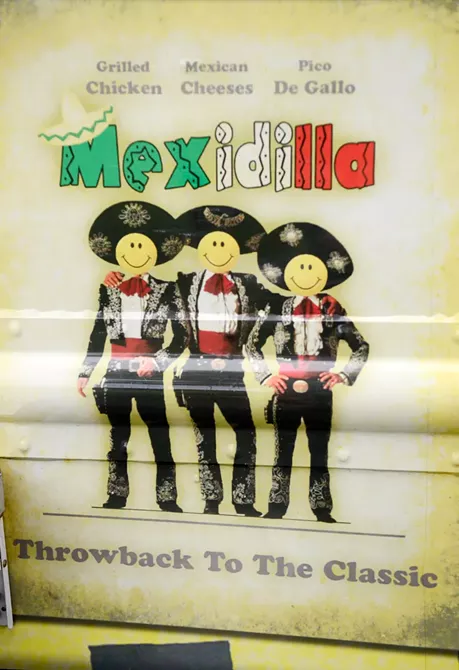 Grilled Mexican Pico
Chicken Cheeses De Gallo
Mexidilla
Throwback To The Classic